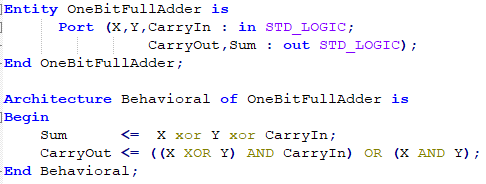 Entity OneBitFullAdder is
Port (X,Y,CarryIn : in STD_LOGIC;
CarryOut,Sum : out STD_LOGIC);
End OneBitFullAdder;
Architecture Behavioral of OneBitFullAdder is
Begin
Sum <= X xor Y xor CarryIn;
CarryOut <= ((X XOR Y) AND CarryIn) OR (X AND Y);
End Behavioral;